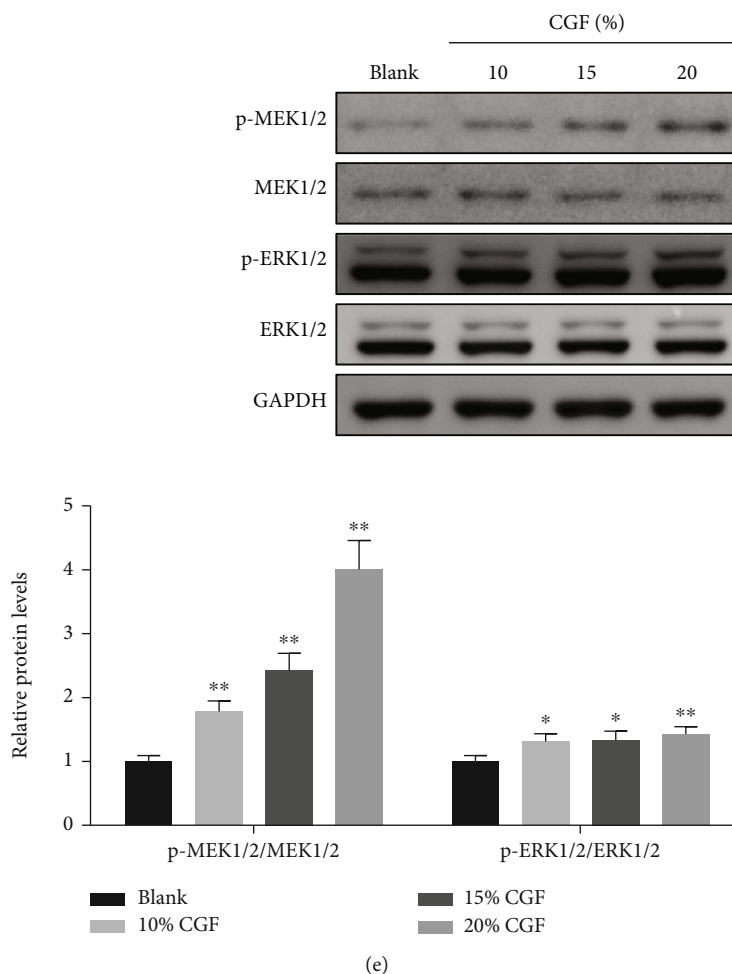 CGF (%)
Blank 10 15 20
p-MEK1/2
MEK1/2
p-ERK1/2
ERK1/2
GAPDH
5
4
3
2
1
0
Relative protein levels
**
**
**
*
*
**
p-MEK1/2/MEK1/2 p-ERK1/2/ERK1/2
Blank 15% CGF
10% CGF 20% CGF
(e)